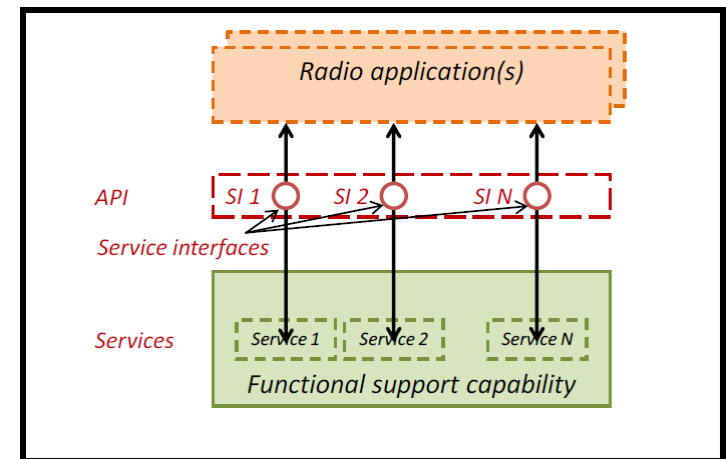 Radio application(s)
API
SI 1
SI 2
SI N
Service interfaces
Services
Service 1
Service 2
Service N
Functional support capability